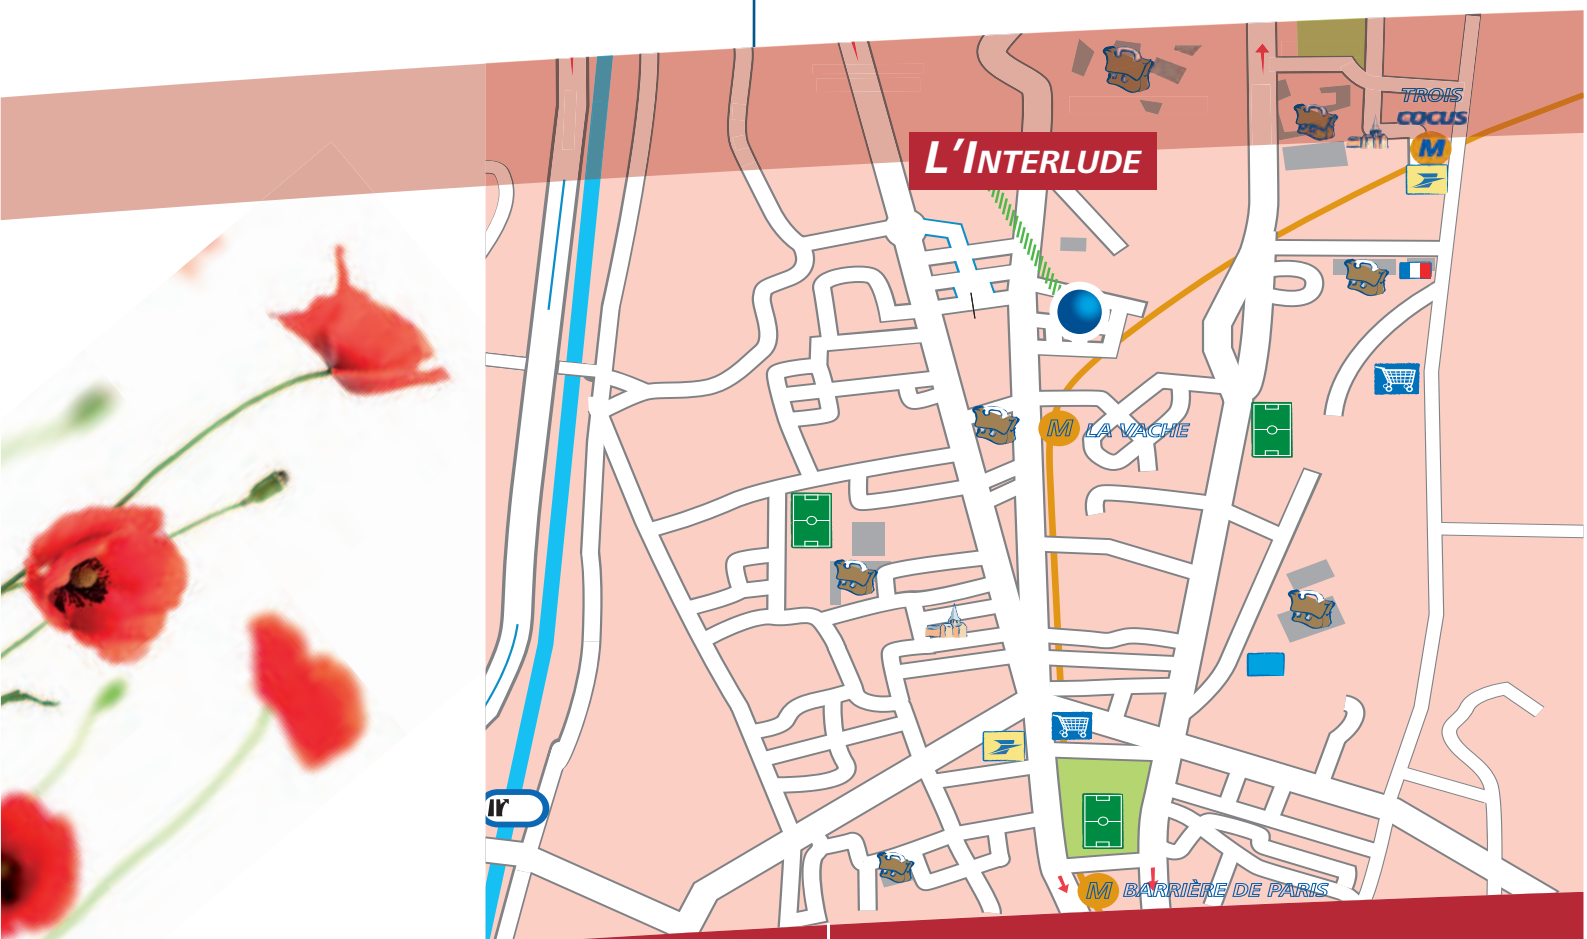 TROIS
COCUS
M
L'INTERLUDE
M LA VACHE
M BARRIÈRE DE PARIS